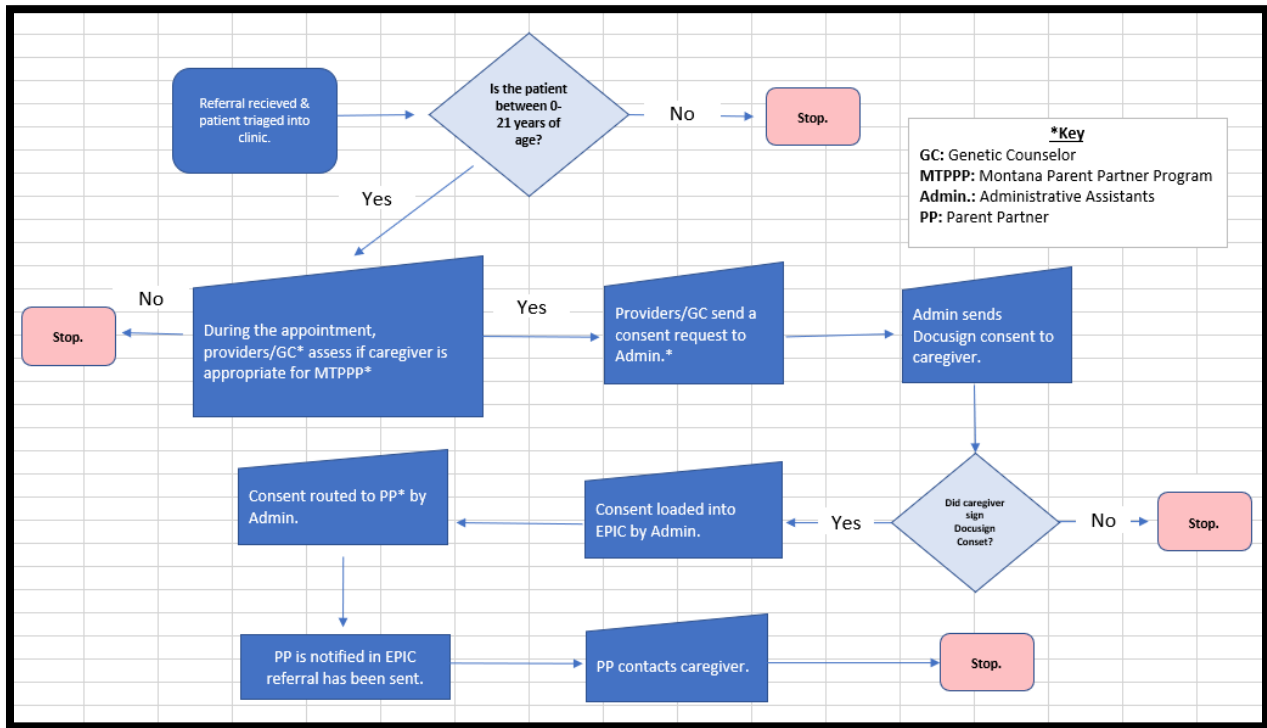 Referral recieved &
patient triaged into
clinic.
Is the patient
between 0-
21 years of
age?
No
Stop.
*Key
GC: Genetic Counselor
MTPPP: Montana Parent Partner Program
Admin.: Administrative Assistants
PP: Parent Partner
Yes
No
Stop.
During the appointment,
providers/GC* assess if caregiver is
appropriate for MTPPP*
Yes
Providers/GC send a
consent request to
Admin.*
Admin sends
Docusign consent to
caregiver.
Did caregiver
sign
Docusign
Conset?
No
Stop.
Yes
Consent loaded into
EPIC by Admin.
Consent routed to PP* by
Admin.
PP is notified in EPIC
referral has been sent.
PP contacts caregiver.
Stop.